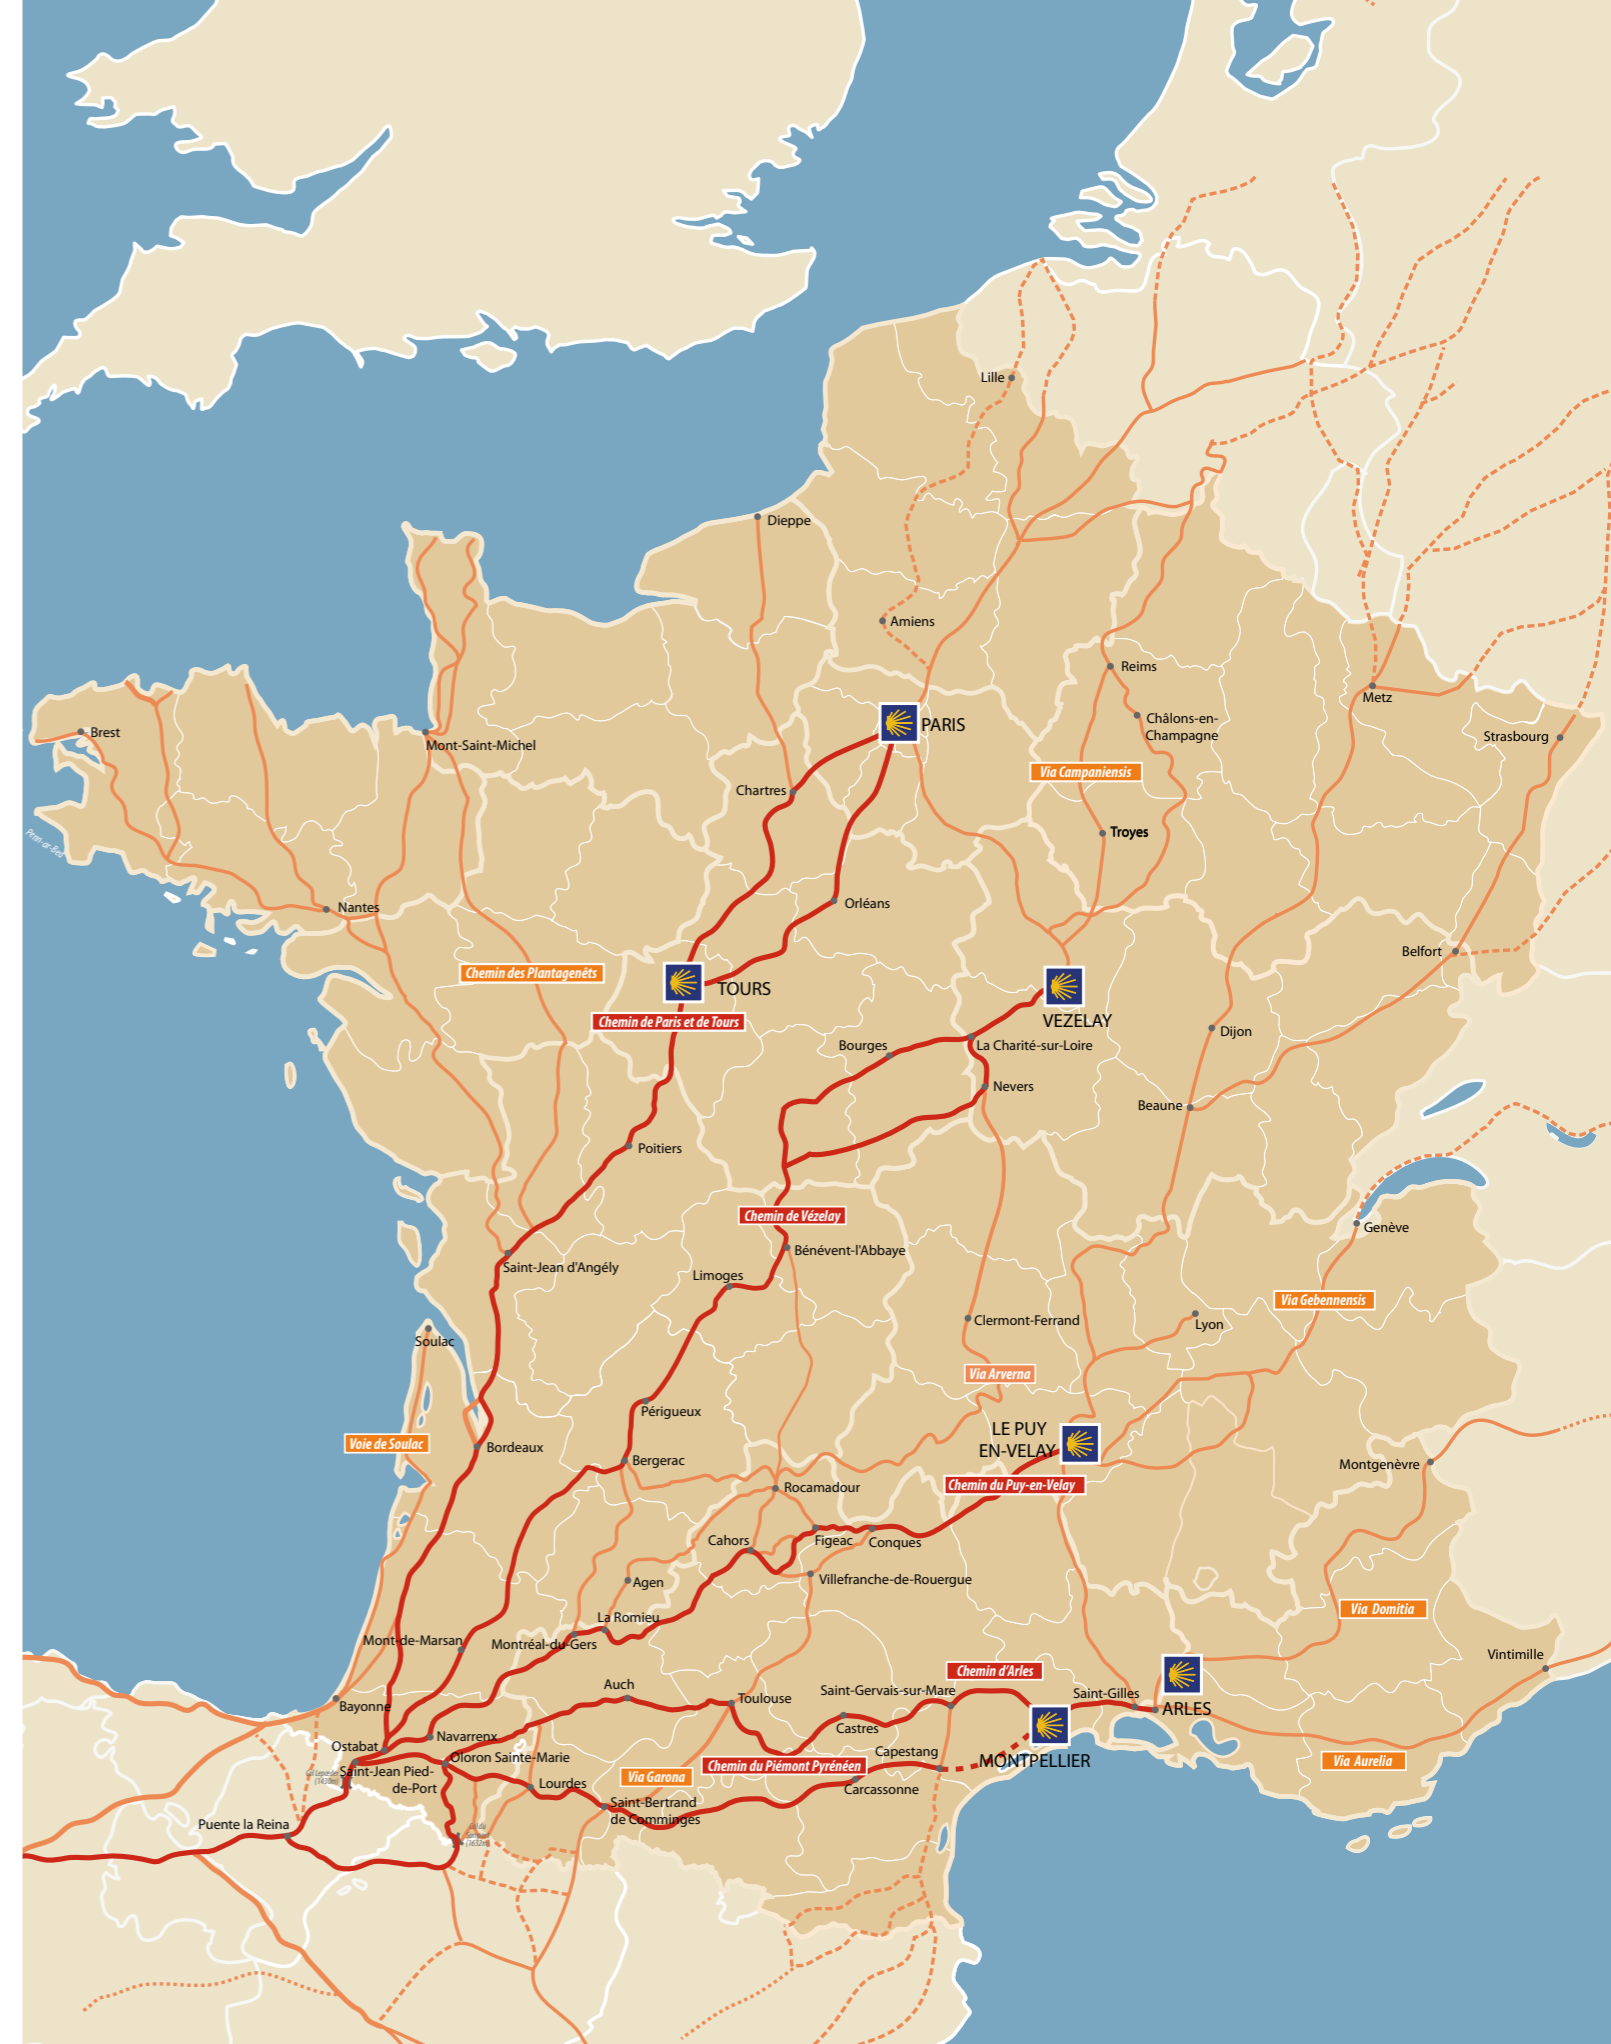 Lille
Dieppe
Amiens
Reims
Metz
Châlons-en-
Champagne
PARIS
Brest
Mont-Saint-Michel
Strasbourg
Via Campaniensis
Chartres
Troyes
Penn-ar-Bed
Orléans
Nantes
Belfort
Chemin des Plantagenêts
TOURS
VEZELAY
Chemin de Paris et de Tours
Dijon
Bourges
La Charité-sur-Loire
Nevers
Beaune
Poitiers
Chemin de Vézelay
Genève
Bénévent-l'Abbaye
Saint-Jean d'Angély
Limoges
Via Gebennensis
Clermont-Ferrand
Lyon
Soulac
Via Arverna
Périgueux
LE PUY
EN-VELAY
Voie de Soulac
Bordeaux
Bergerac
Montgenèvre
Chemin du Puy-en-Velay
Rocamadour
Cahors
Figeac
Conques
Agen
Villefranche-de-Rouergue
Via Domitia
La Romieu
Mont-de-Marsan
Montréal-du-Gers
Vintimille
Chemin d'Arles
Auch
Saint-Gervais-sur-Mare
Saint-Gilles
Toulouse
Bayonne
ARLES
Castres
Navarrenx
Ostabat
Capestang
Oloron Sainte-Marie
MONTPELLIER
Via Aurelia
Chemin du Piémont Pyrénéen
Saint-Jean Pied-
de-Port
(1430m)
Via Garona
Lourdes
Carcassonne
Saint-Bertrand
de Comminges
Puente la Reina
(1632m)